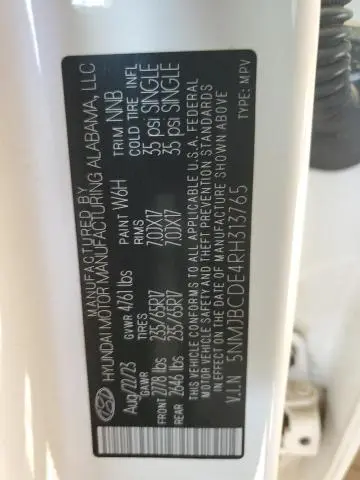 MANUFACTURED BY
HYUNDAI MOTOR MANUFACTURING ALABAMA, LLC
Aug/22/23 GVWR 4761 lbs PAINT W6H TRIM NNB
GAWR TIRES RIMS COLD TIRE INFL
FRONT 2778 lbs 235/65R17 7.0JX17 35 psi SINGLE
REAR 2646 lbs 235/65R17 7.0JX17 35 psi SINGLE
THIS VEHICLE CONFORMS TO ALL APPLICABLE U.S.A. FEDERAL
MOTOR VEHICLE SAFETY, BUMPER, AND THEFT PREVENTION STANDARDS
IN EFFECT ON THE DATE OF MANUFACTURE SHOWN ABOVE
V.I.N 5NMJBCDE4RH313765 TYPE: MPV